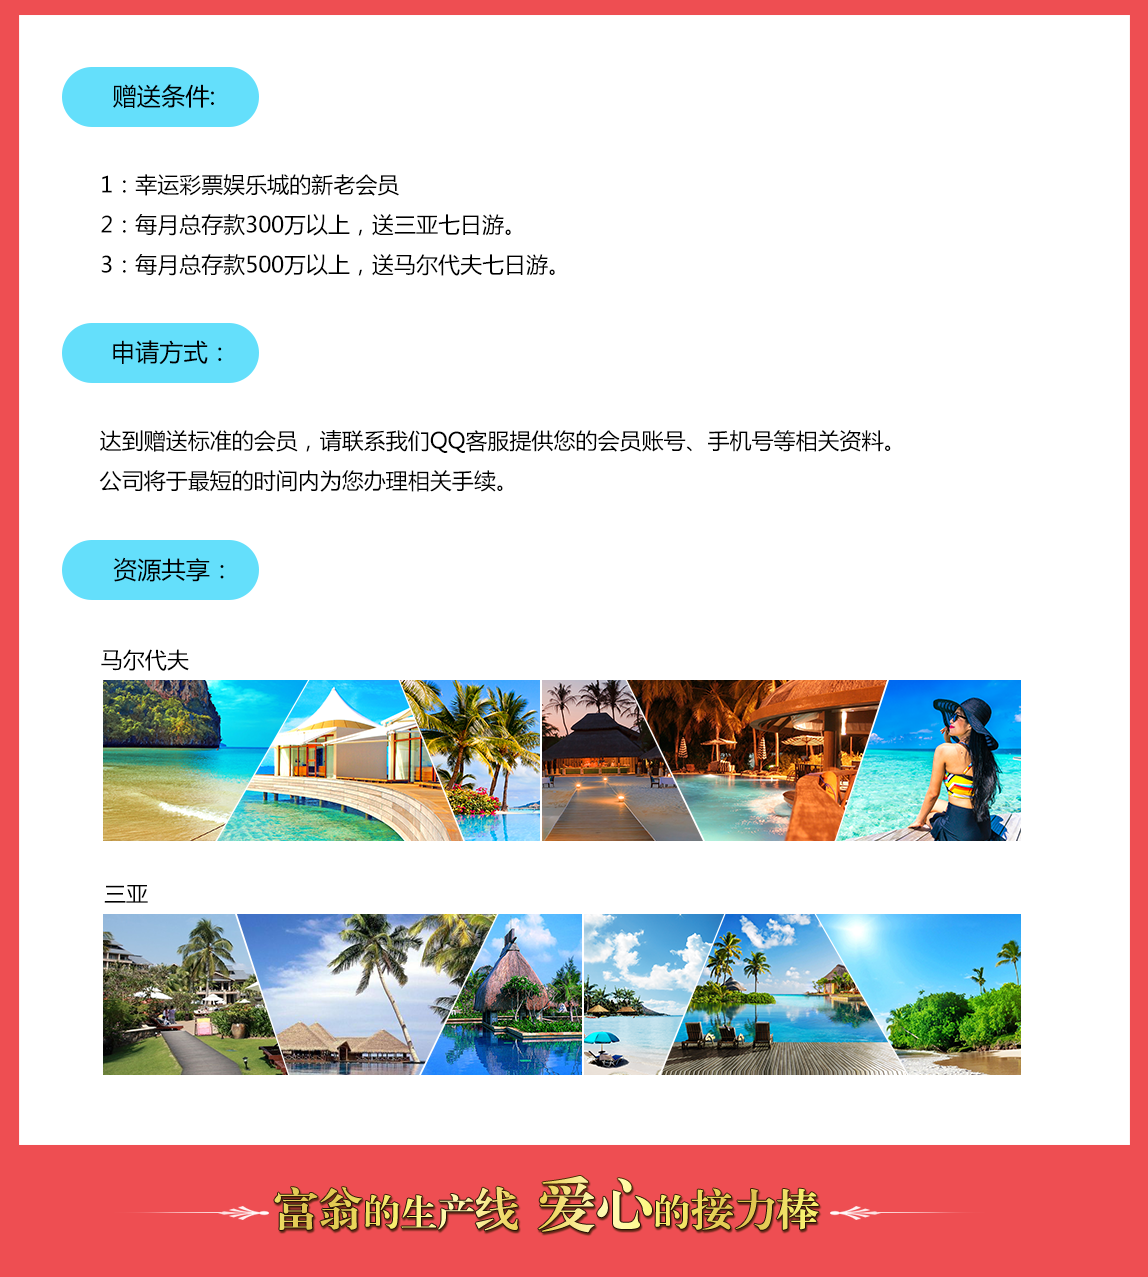 赠送条件:
1：幸运彩票娱乐城的新老会员
2：每月总存款300万以上，送三亚七日游。
3：每月总存款500万以上，送马尔代夫七日游。
申请方式：
达到赠送标准的会员，请联系我们QQ客服提供您的会员账号、手机号等相关资料。
公司将于最短的时间内为您办理相关手续。
资源共享：
马尔代夫
三亚
富翁的生产线 爱心的接力棒